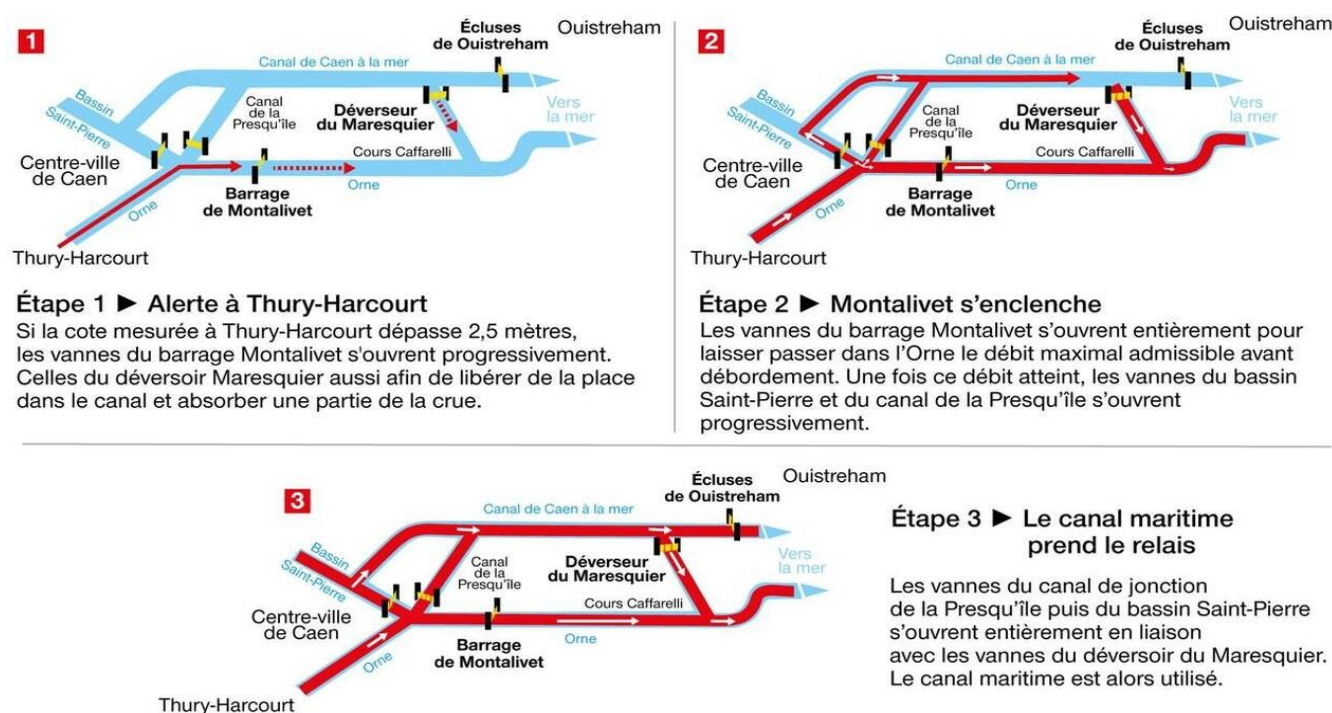 1
Écluses
de Ouistreham
Ouistreham
Canal de Caen à la mer
Bassin
Saint-Pierre
Canal
de la
Presqu'île
Déverseur
du Maresquier
Vers
la mer
Centre-ville
de Caen
Cours Caffarelli
Orne
Barrage
de Montalivet
Orne
Thury-Harcourt
Étape 1 ► Alerte à Thury-Harcourt
Si la cote mesurée à Thury-Harcourt dépasse 2,5 mètres,
les vannes du barrage Montalivet s'ouvrent progressivement.
Celles du déversoir Maresquier aussi afin de libérer de la place
dans le canal et absorber une partie de la crue.
2
Écluses
de Ouistreham
Ouistreham
Canal de Caen à la mer
Bassin
Saint-Pierre
Canal
de la
Presqu'île
Déverseur
du Maresquier
Vers
la mer
Centre-ville
de Caen
Cours Caffarelli
Orne
Barrage
de Montalivet
Orne
Thury-Harcourt
Étape 2 ► Montalivet s'enclenche
Les vannes du barrage Montalivet s'ouvrent entièrement pour
laisser passer dans l'Orne le débit maximal admissible avant
débordement. Une fois ce débit atteint, les vannes du bassin
Saint-Pierre et du canal de la Presqu'île s'ouvrent
progressivement.
3
Écluses
de Ouistreham
Ouistreham
Canal de Caen à la mer
Bassin
Saint-Pierre
Canal
de la
Presqu'île
Déverseur
du Maresquier
Vers
la mer
Centre-ville
de Caen
Cours Caffarelli
Orne
Barrage
de Montalivet
Orne
Thury-Harcourt
Étape 3 ► Le canal maritime
prend le relais
Les vannes du canal de jonction
de la Presqu'île puis du bassin Saint-Pierre
s'ouvrent entièrement en liaison
avec les vannes du déversoir du Maresquier.
Le canal maritime est alors utilisé.